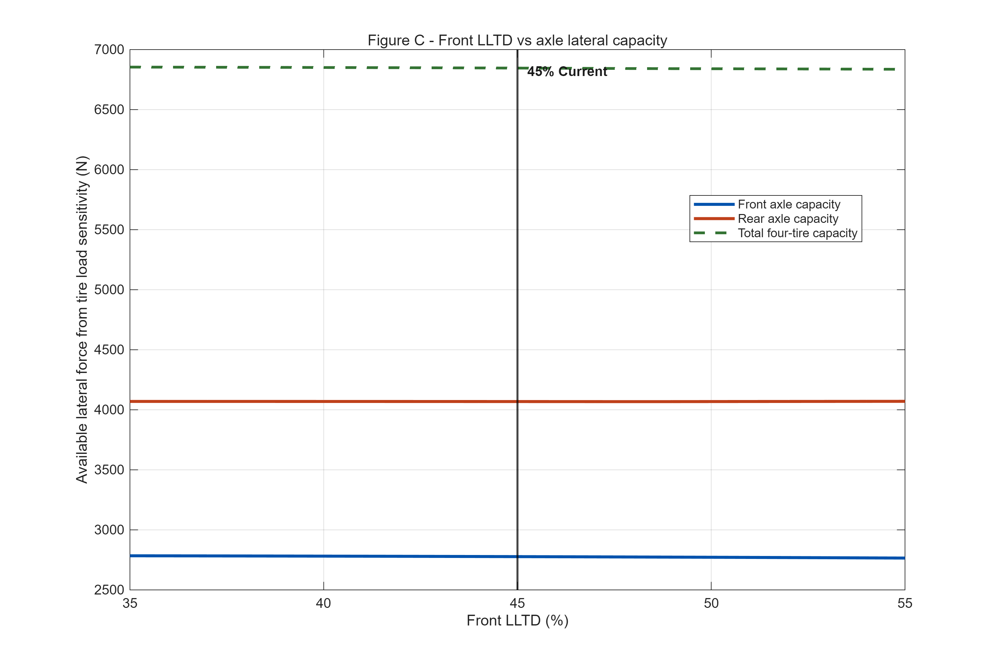 Figure C - Front LLTD vs axle lateral capacity
7000
6500
6000
5500
5000
4500
4000
3500
3000
2500
Available lateral force from tire load sensitivity (N)
45% Current
Front axle capacity
Rear axle capacity
Total four-tire capacity
35 40 45 50 55
Front LLTD (%)